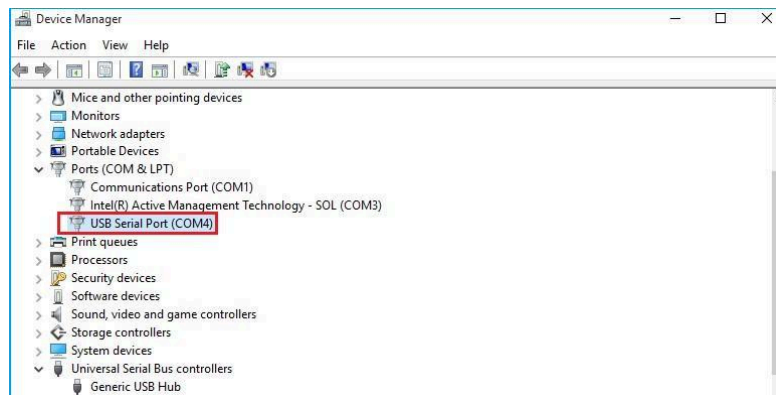 Device Manager
File Action View Help
Mice and other pointing devices
Monitors
Network adapters
Portable Devices
Ports (COM & LPT)
Communications Port (COM1)
Intel(R) Active Management Technology - SOL (COM3)
USB Serial Port (COM4)
Print queues
Processors
Security devices
Software devices
Sound, video and game controllers
Storage controllers
System devices
Universal Serial Bus controllers
Generic USB Hub